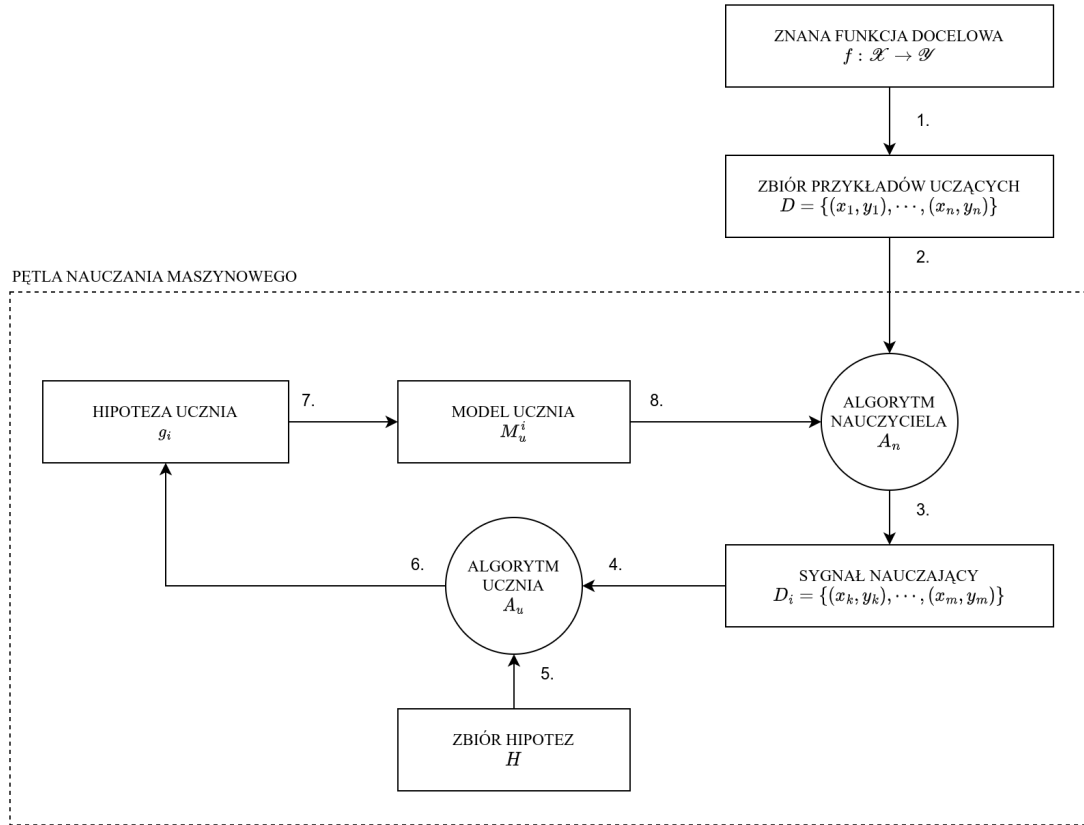 ZNANA FUNKCJA DOCELOWA
f : 𝒳 → 𝒴
1.
ZBIÓR PRZYKŁADÓW UCZĄCYCH
D = {(x₁, y₁), ⋯, (xₙ, yₙ)}
2.
PĘTLA NAUCZANIA MASZYNOWEGO
HIPOTEZA UCZNIA
gᵢ
7.
MODEL UCZNIA
Mᵤⁱ
8.
ALGORYTM
NAUCZYCIELA
Aₙ
3.
SYGNAŁ NAUCZAJĄCY
Dᵢ = {(xₖ, yₖ), ⋯, (xₘ, yₘ)}
4.
ALGORYTM
UCZNIA
Aᵤ
6.
5.
ZBIÓR HIPOTEZ
H